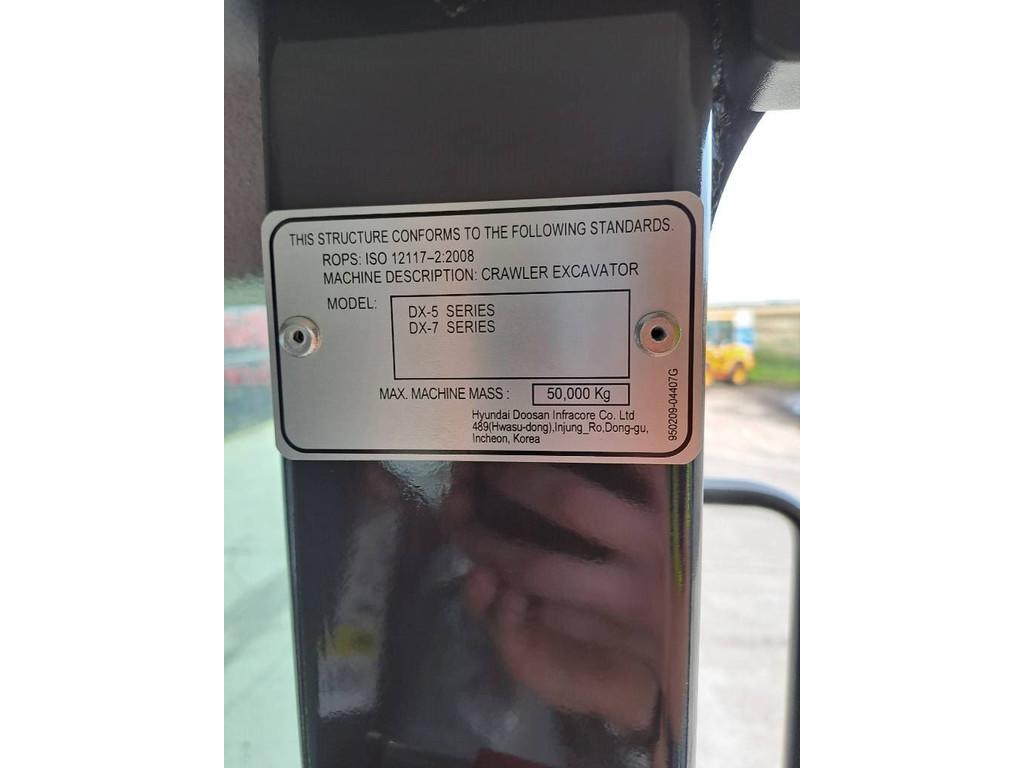 THIS STRUCTURE CONFORMS TO THE FOLLOWING STANDARDS.
ROPS: ISO 12117–2:2008
MACHINE DESCRIPTION: CRAWLER EXCAVATOR
MODEL:
DX-5 SERIES
DX-7 SERIES
MAX. MACHINE MASS : 50,000 Kg
Hyundai Doosan Infracore Co. Ltd
489(Hwasu-dong),Injung_Ro,Dong-gu,
Incheon, Korea
950209-04407G